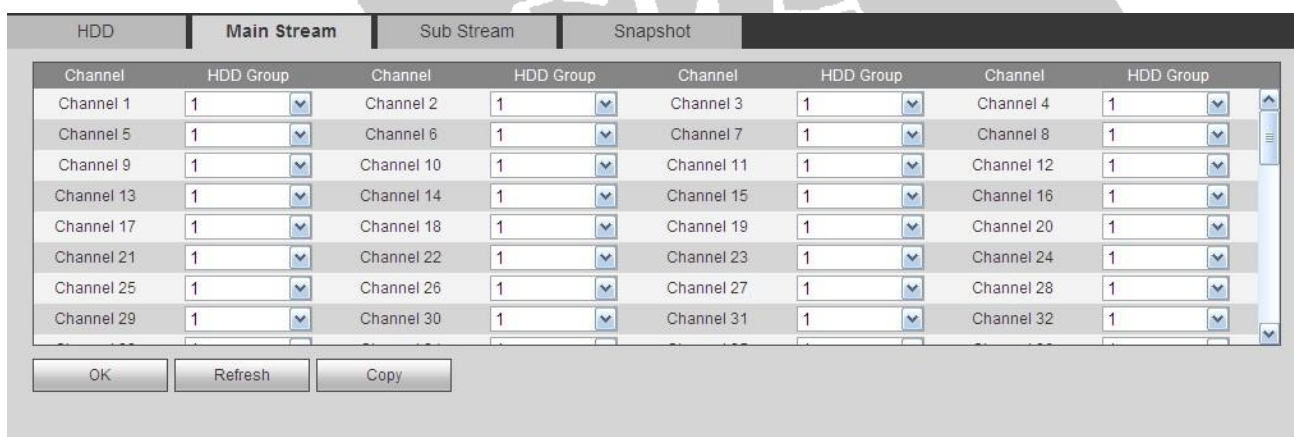 HDD Main Stream Sub Stream Snapshot
Channel HDD Group Channel HDD Group Channel HDD Group Channel HDD Group
Channel 1 1 Channel 2 1 Channel 3 1 Channel 4 1
Channel 5 1 Channel 6 1 Channel 7 1 Channel 8 1
Channel 9 1 Channel 10 1 Channel 11 1 Channel 12 1
Channel 13 1 Channel 14 1 Channel 15 1 Channel 16 1
Channel 17 1 Channel 18 1 Channel 19 1 Channel 20 1
Channel 21 1 Channel 22 1 Channel 23 1 Channel 24 1
Channel 25 1 Channel 26 1 Channel 27 1 Channel 28 1
Channel 29 1 Channel 30 1 Channel 31 1 Channel 32 1
OK Refresh Copy